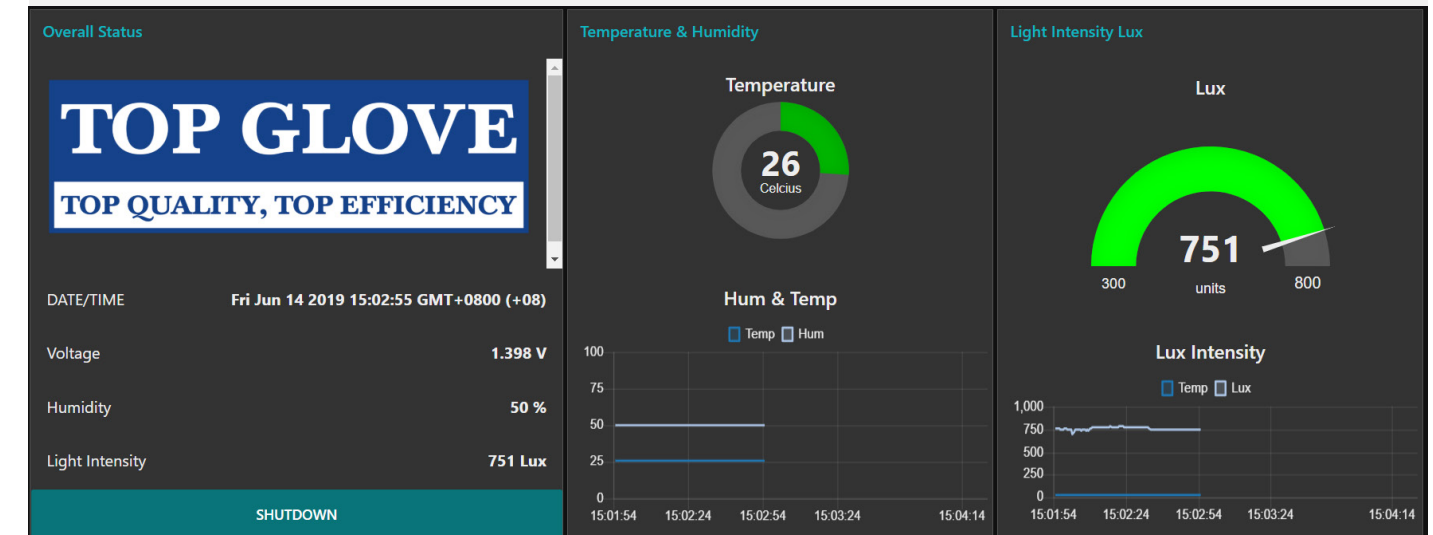 Overall Status
TOP GLOVE
TOP QUALITY, TOP EFFICIENCY
DATE/TIME Fri Jun 14 2019 15:02:55 GMT+0800 (+08)
Voltage 1.398 V
Humidity 50 %
Light Intensity 751 Lux
SHUTDOWN
Temperature & Humidity
Temperature
26
Celcius
Hum & Temp
Temp Hum
100
75
50
25
0
15:01:54 15:02:24 15:02:54 15:03:24 15:04:14
Light Intensity Lux
Lux
751
300 units 800
Lux Intensity
Temp Lux
1,000
750
500
250
0
15:01:54 15:02:24 15:02:54 15:03:24 15:04:14